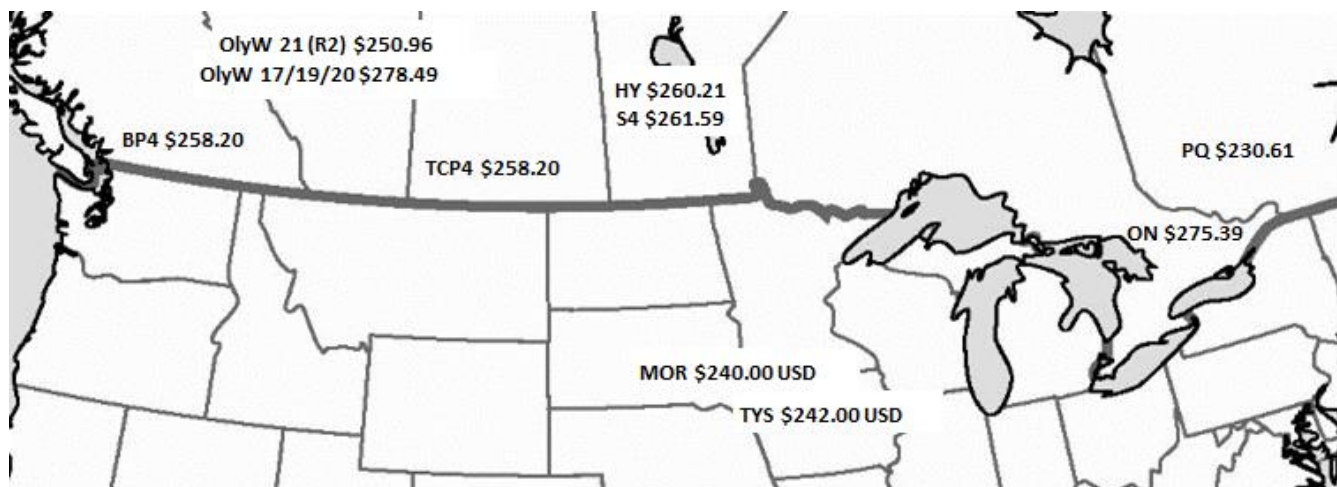 OlyW 21 (R2) $250.96
OlyW 17/19/20 $278.49
HY $260.21
S4 $261.59
BP4 $258.20
TCP4 $258.20
PQ $230.61
ON $275.39
MOR $240.00 USD
TYS $242.00 USD